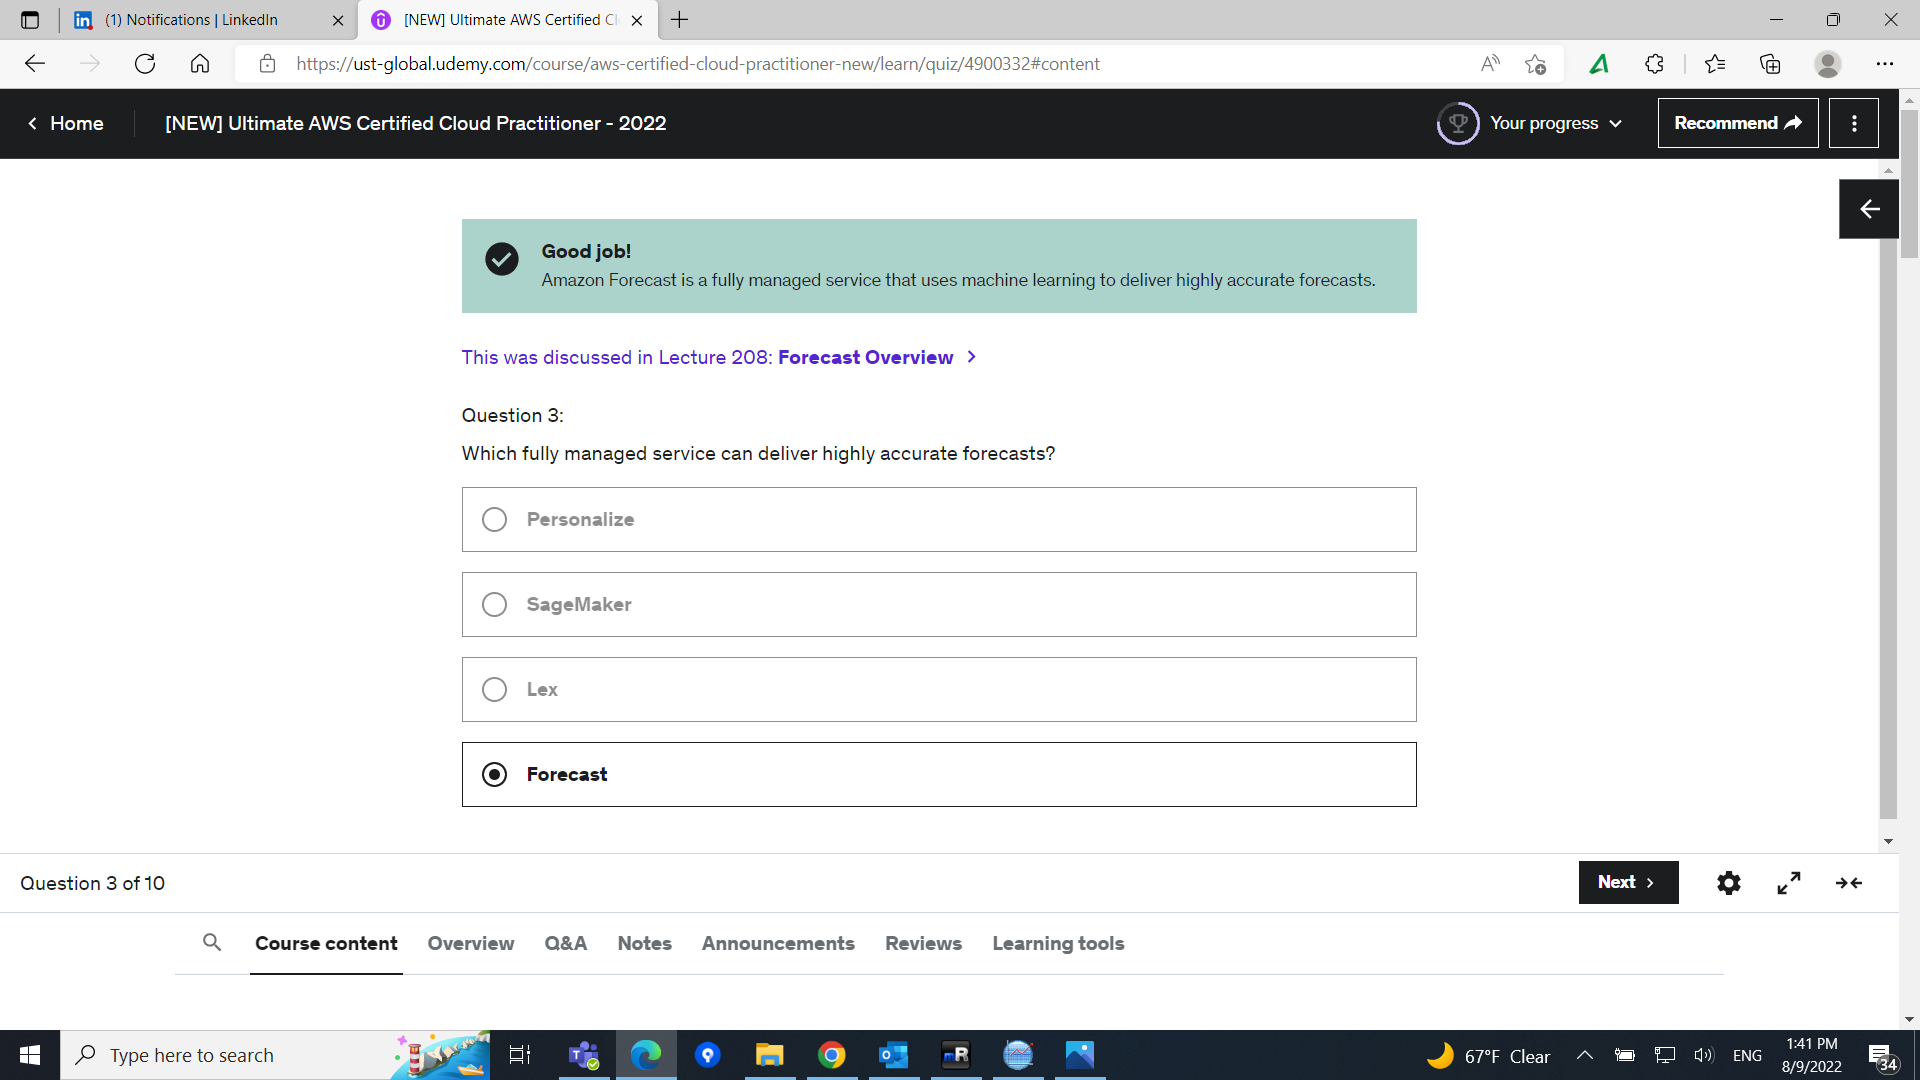 (1) Notifications | LinkedIn
[NEW] Ultimate AWS Certified Cl
https://ust-global.udemy.com/course/aws-certified-cloud-practitioner-new/learn/quiz/4900332#content
Home
[NEW] Ultimate AWS Certified Cloud Practitioner - 2022
Your progress
Recommend
Good job!
Amazon Forecast is a fully managed service that uses machine learning to deliver highly accurate forecasts.
This was discussed in Lecture 208: Forecast Overview
Question 3:
Which fully managed service can deliver highly accurate forecasts?
Personalize
SageMaker
Lex
Forecast
Question 3 of 10
Next
Course content Overview Q&A Notes Announcements Reviews Learning tools
Type here to search
67°F Clear
ENG
1:41 PM
8/9/2022
34